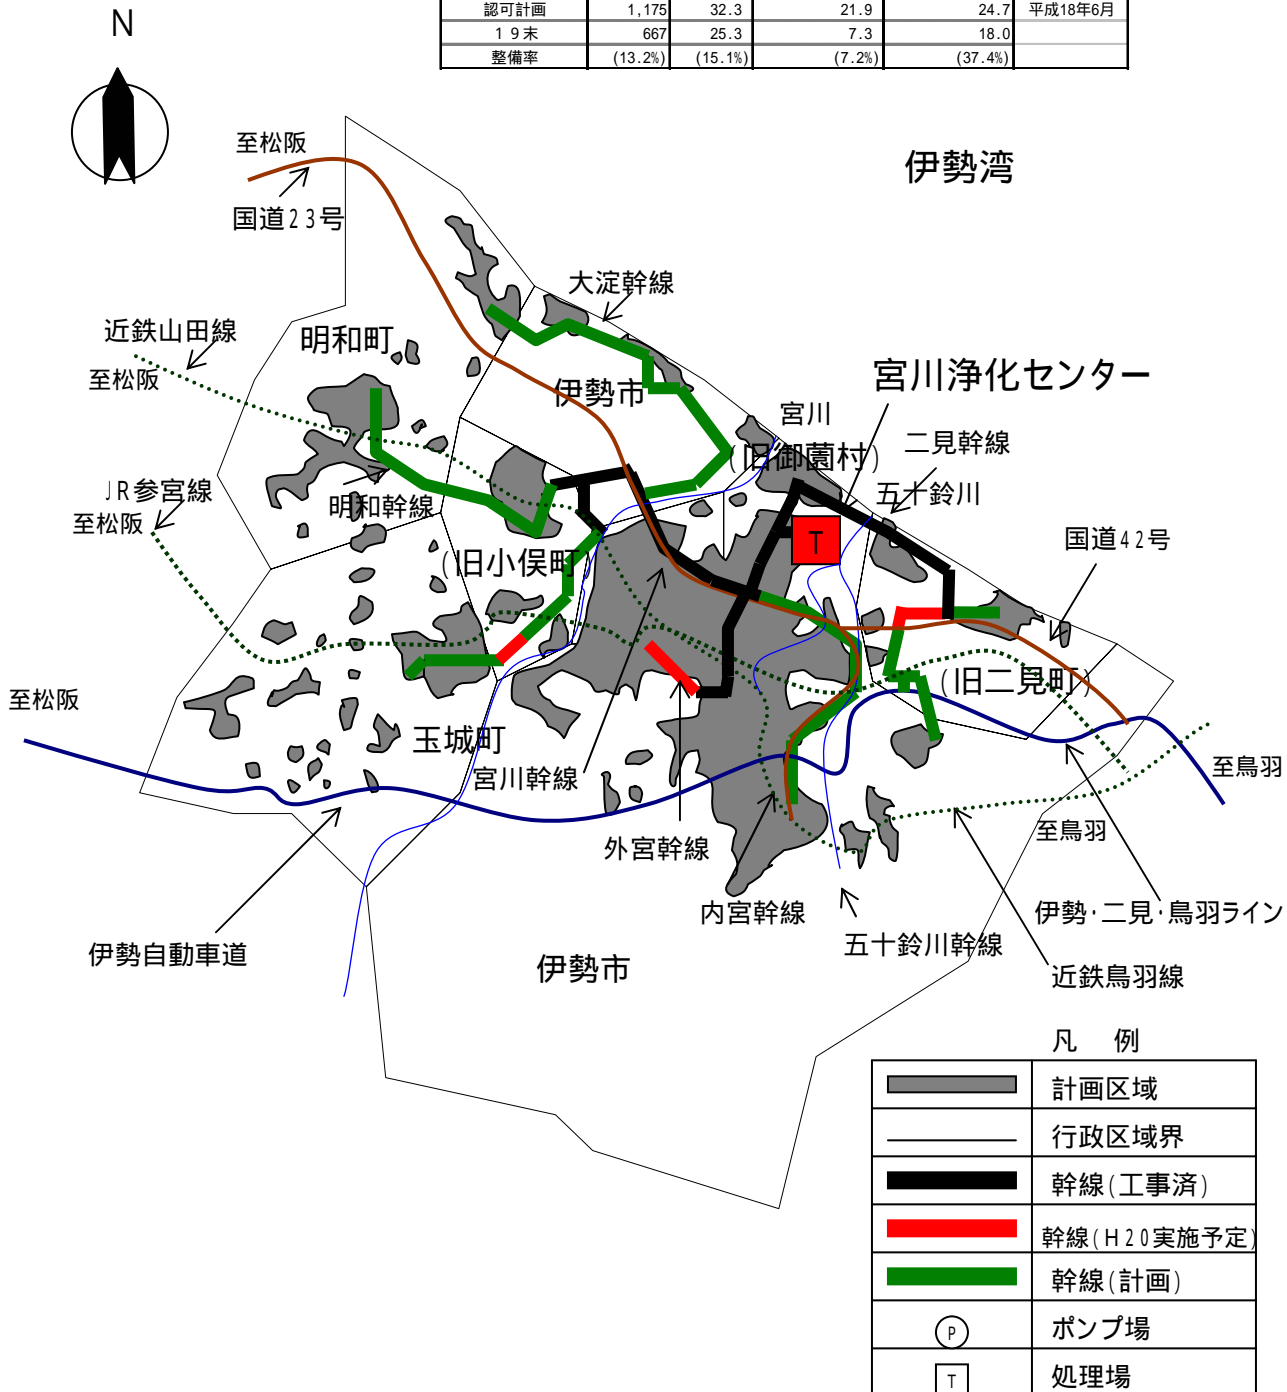 認可計画 1,175 32.3 21.9 24.7 平成18年6月
１９末 667 25.3 7.3 18.0
整備率 (13.2%) (15.1%) (7.2%) (37.4%)
N
至松阪
伊勢湾
国道23号
大淀幹線
近鉄山田線
明和町
至松阪
伊勢市
宮川浄化センター
宮川
二見幹線
(旧御薗村)
JR参宮線
明和幹線
五十鈴川
至松阪
国道42号
T
(旧小俣町)
(旧二見町)
至松阪
玉城町
宮川幹線
至鳥羽
至鳥羽
外宮幹線
内宮幹線
伊勢・二見・鳥羽ライン
伊勢自動車道
五十鈴川幹線
伊勢市
近鉄鳥羽線
凡 例
計画区域
行政区域界
幹線(工事済)
幹線(H20実施予定)
幹線(計画)
P ポンプ場
T 処理場